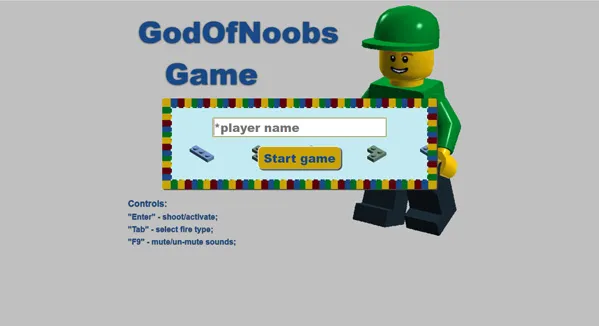 GodOfNoobs
Game
*player name
Start game
Controls:
"Enter" - shoot/activate;
"Tab" - select fire type;
"F9" - mute/un-mute sounds;